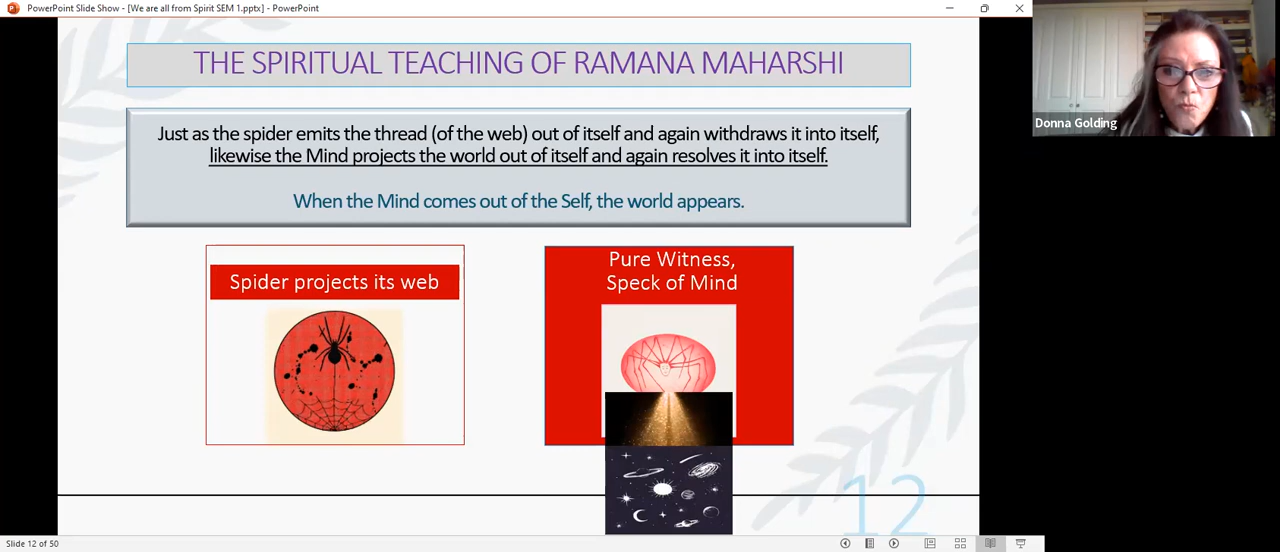 PowerPoint Slide Show - [We are all from Spirit SEM 1.pptx] - PowerPoint
THE SPIRITUAL TEACHING OF RAMANA MAHARSHI
Just as the spider emits the thread (of the web) out of itself and again withdraws it into itself,
likewise the Mind projects the world out of itself and again resolves it into itself.
When the Mind comes out of the Self, the world appears.
Spider projects its web
Pure Witness,
Speck of Mind
12
Slide 12 of 50
Donna Golding